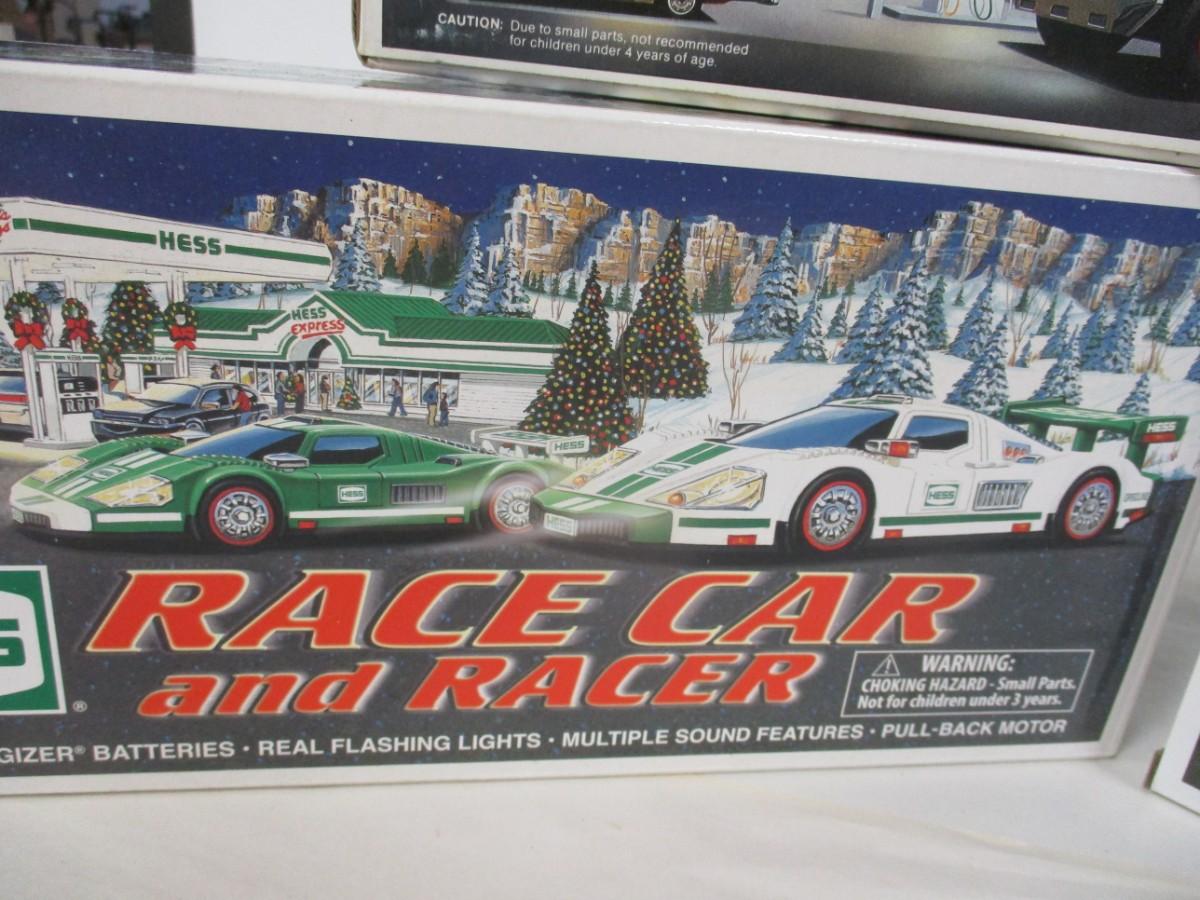 CAUTION: Due to small parts, not recommended
for children under 4 years of age.
HESS
HESS
EXPRESS
HESS
HESS
HESS
HESS
HESS
HESS
RACE CAR
and RACER
®
WARNING:
CHOKING HAZARD - Small Parts.
Not for children under 3 years.
GIZER® BATTERIES • REAL FLASHING LIGHTS • MULTIPLE SOUND FEATURES • PULL-BACK MOTOR